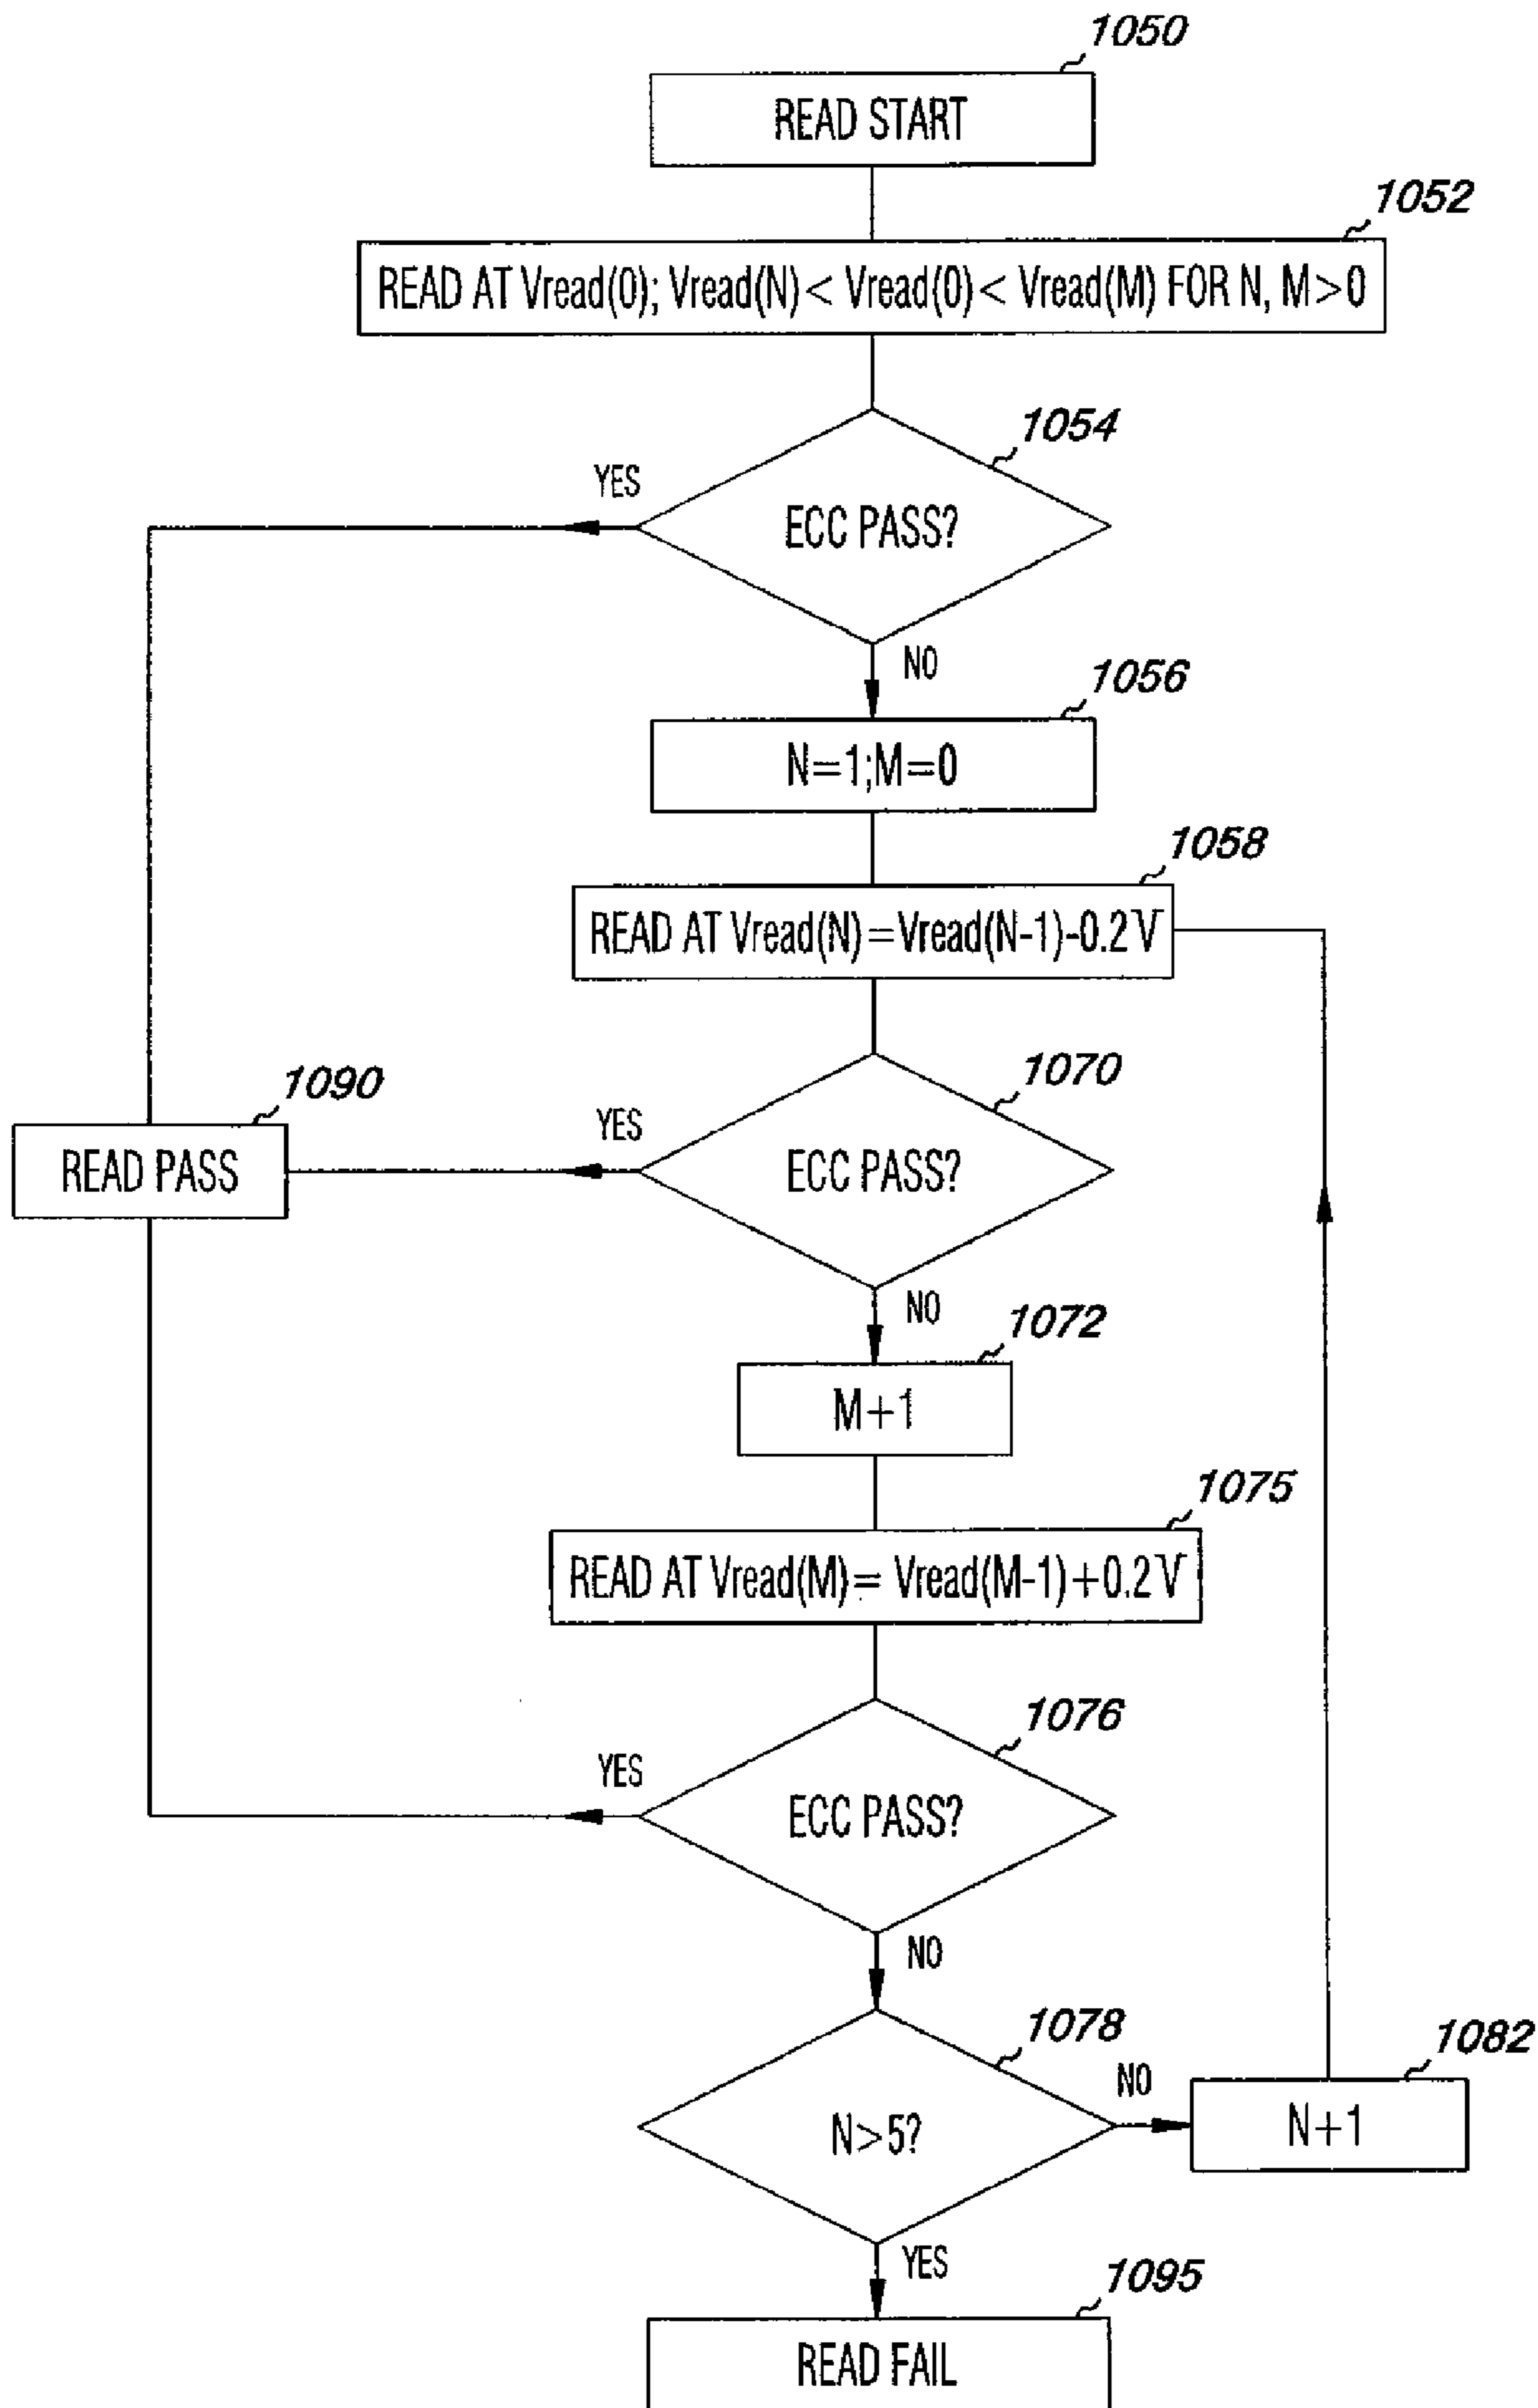 1050
READ START
1052
READ AT Vread(0); Vread(N) < Vread(0) < Vread(M) FOR N, M>0
1054
YES
ECC PASS?
NO
1056
N=1;M=0
1058
READ AT Vread(N)=Vread(N-1)-0.2V
1070
1090
YES
READ PASS
ECC PASS?
NO
1072
M+1
1075
READ AT Vread(M)= Vread(M-1)+0.2V
1076
YES
ECC PASS?
NO
1078
1082
NO
N>5?
N+1
YES
1095
READ FAIL